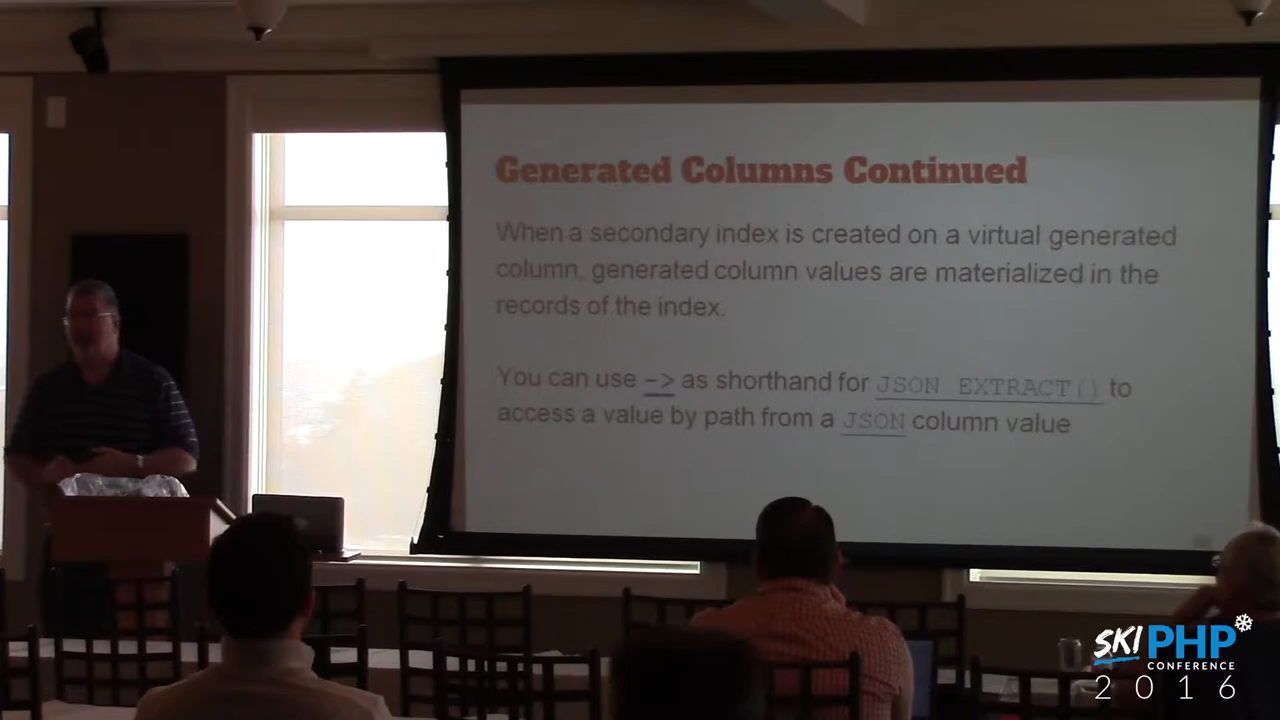 Generated Columns Continued
When a secondary index is created on a virtual generated
column, generated column values are materialized in the
records of the index.
You can use -> as shorthand for JSON_EXTRACT() to
access a value by path from a JSON column value
SKI PHP
CONFERENCE
2016